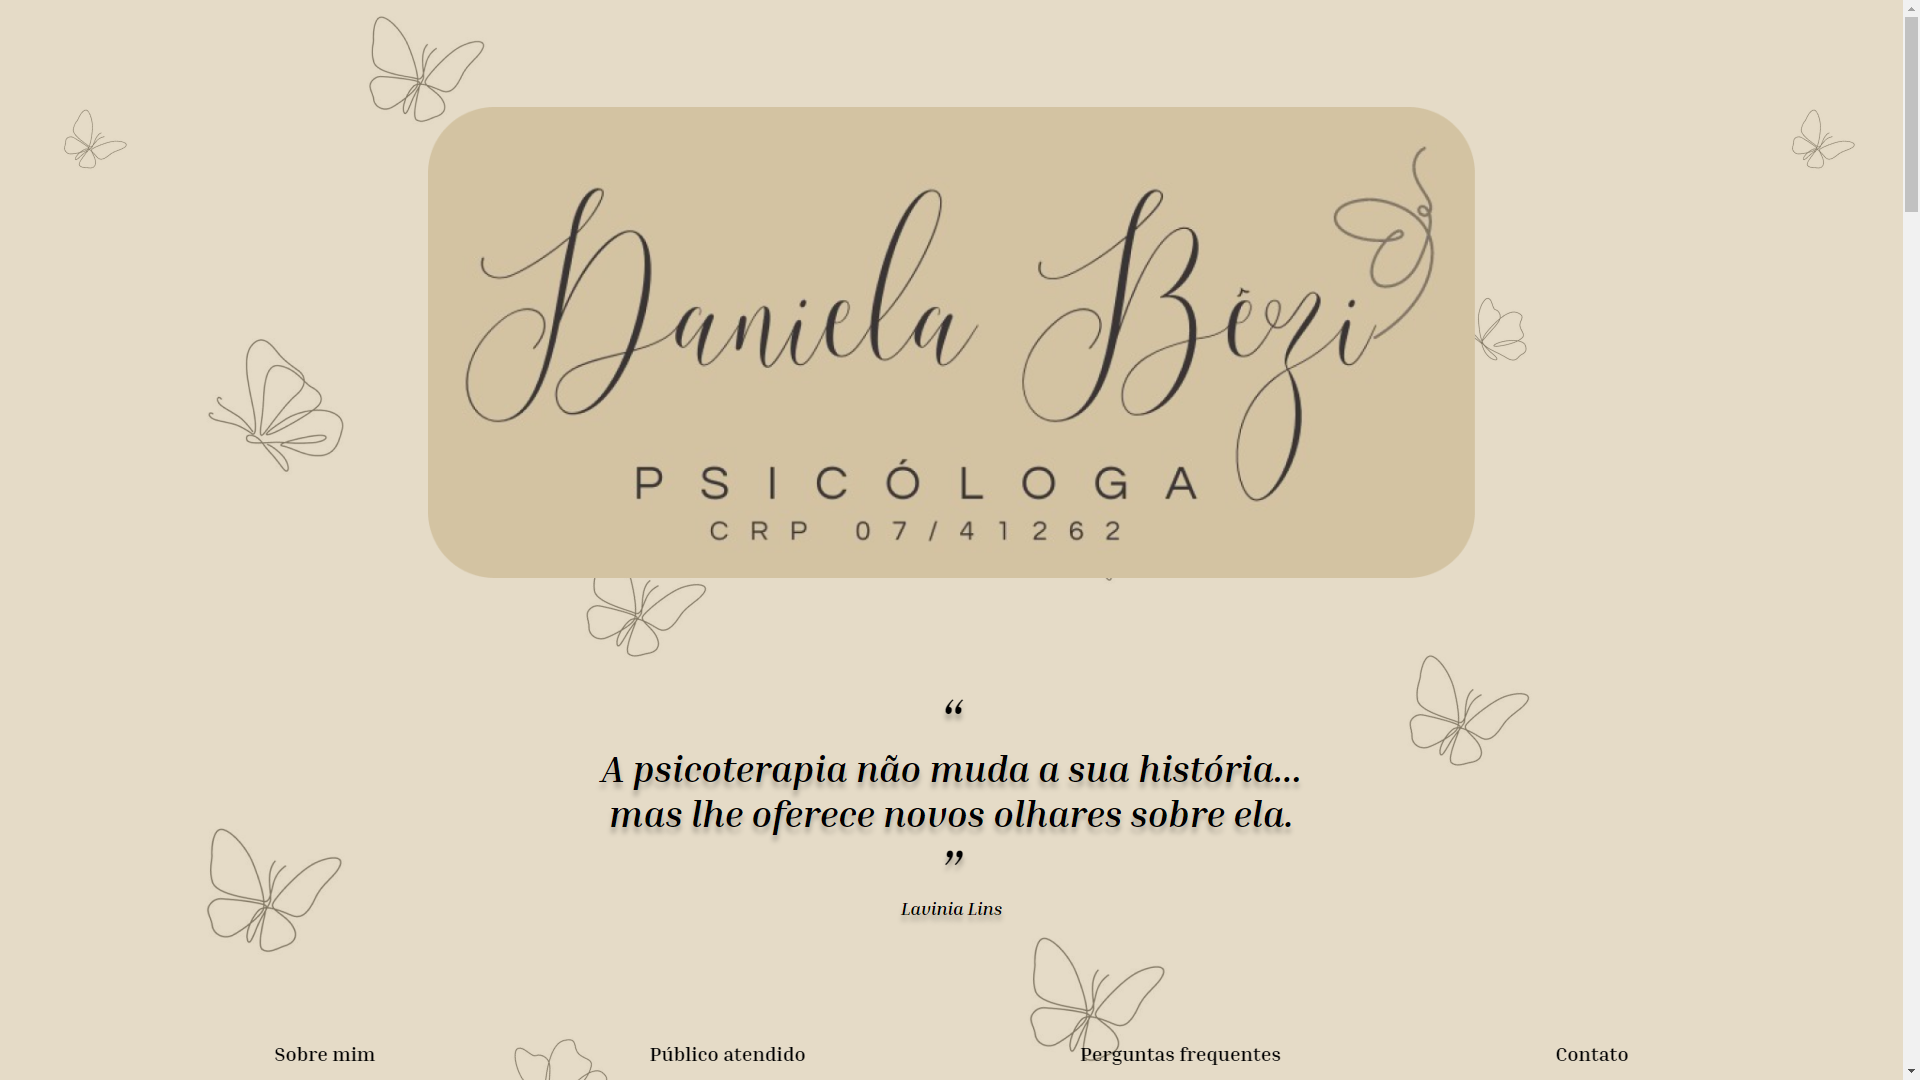 Daniela Bézi
PSICÓLOGA
CRP 07/41262
“
A psicoterapia não muda a sua história...
mas lhe oferece novos olhares sobre ela.
”
Lavinia Lins
Sobre mim
Público atendido
Perguntas frequentes
Contato